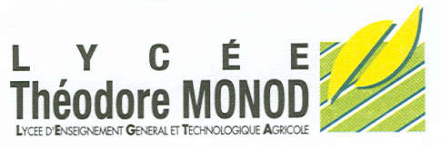 LYCÉE
Théodore MONOD
LYCEE D'ENSEIGNEMENT GENERAL ET TECHNOLOGIQUE AGRICOLE